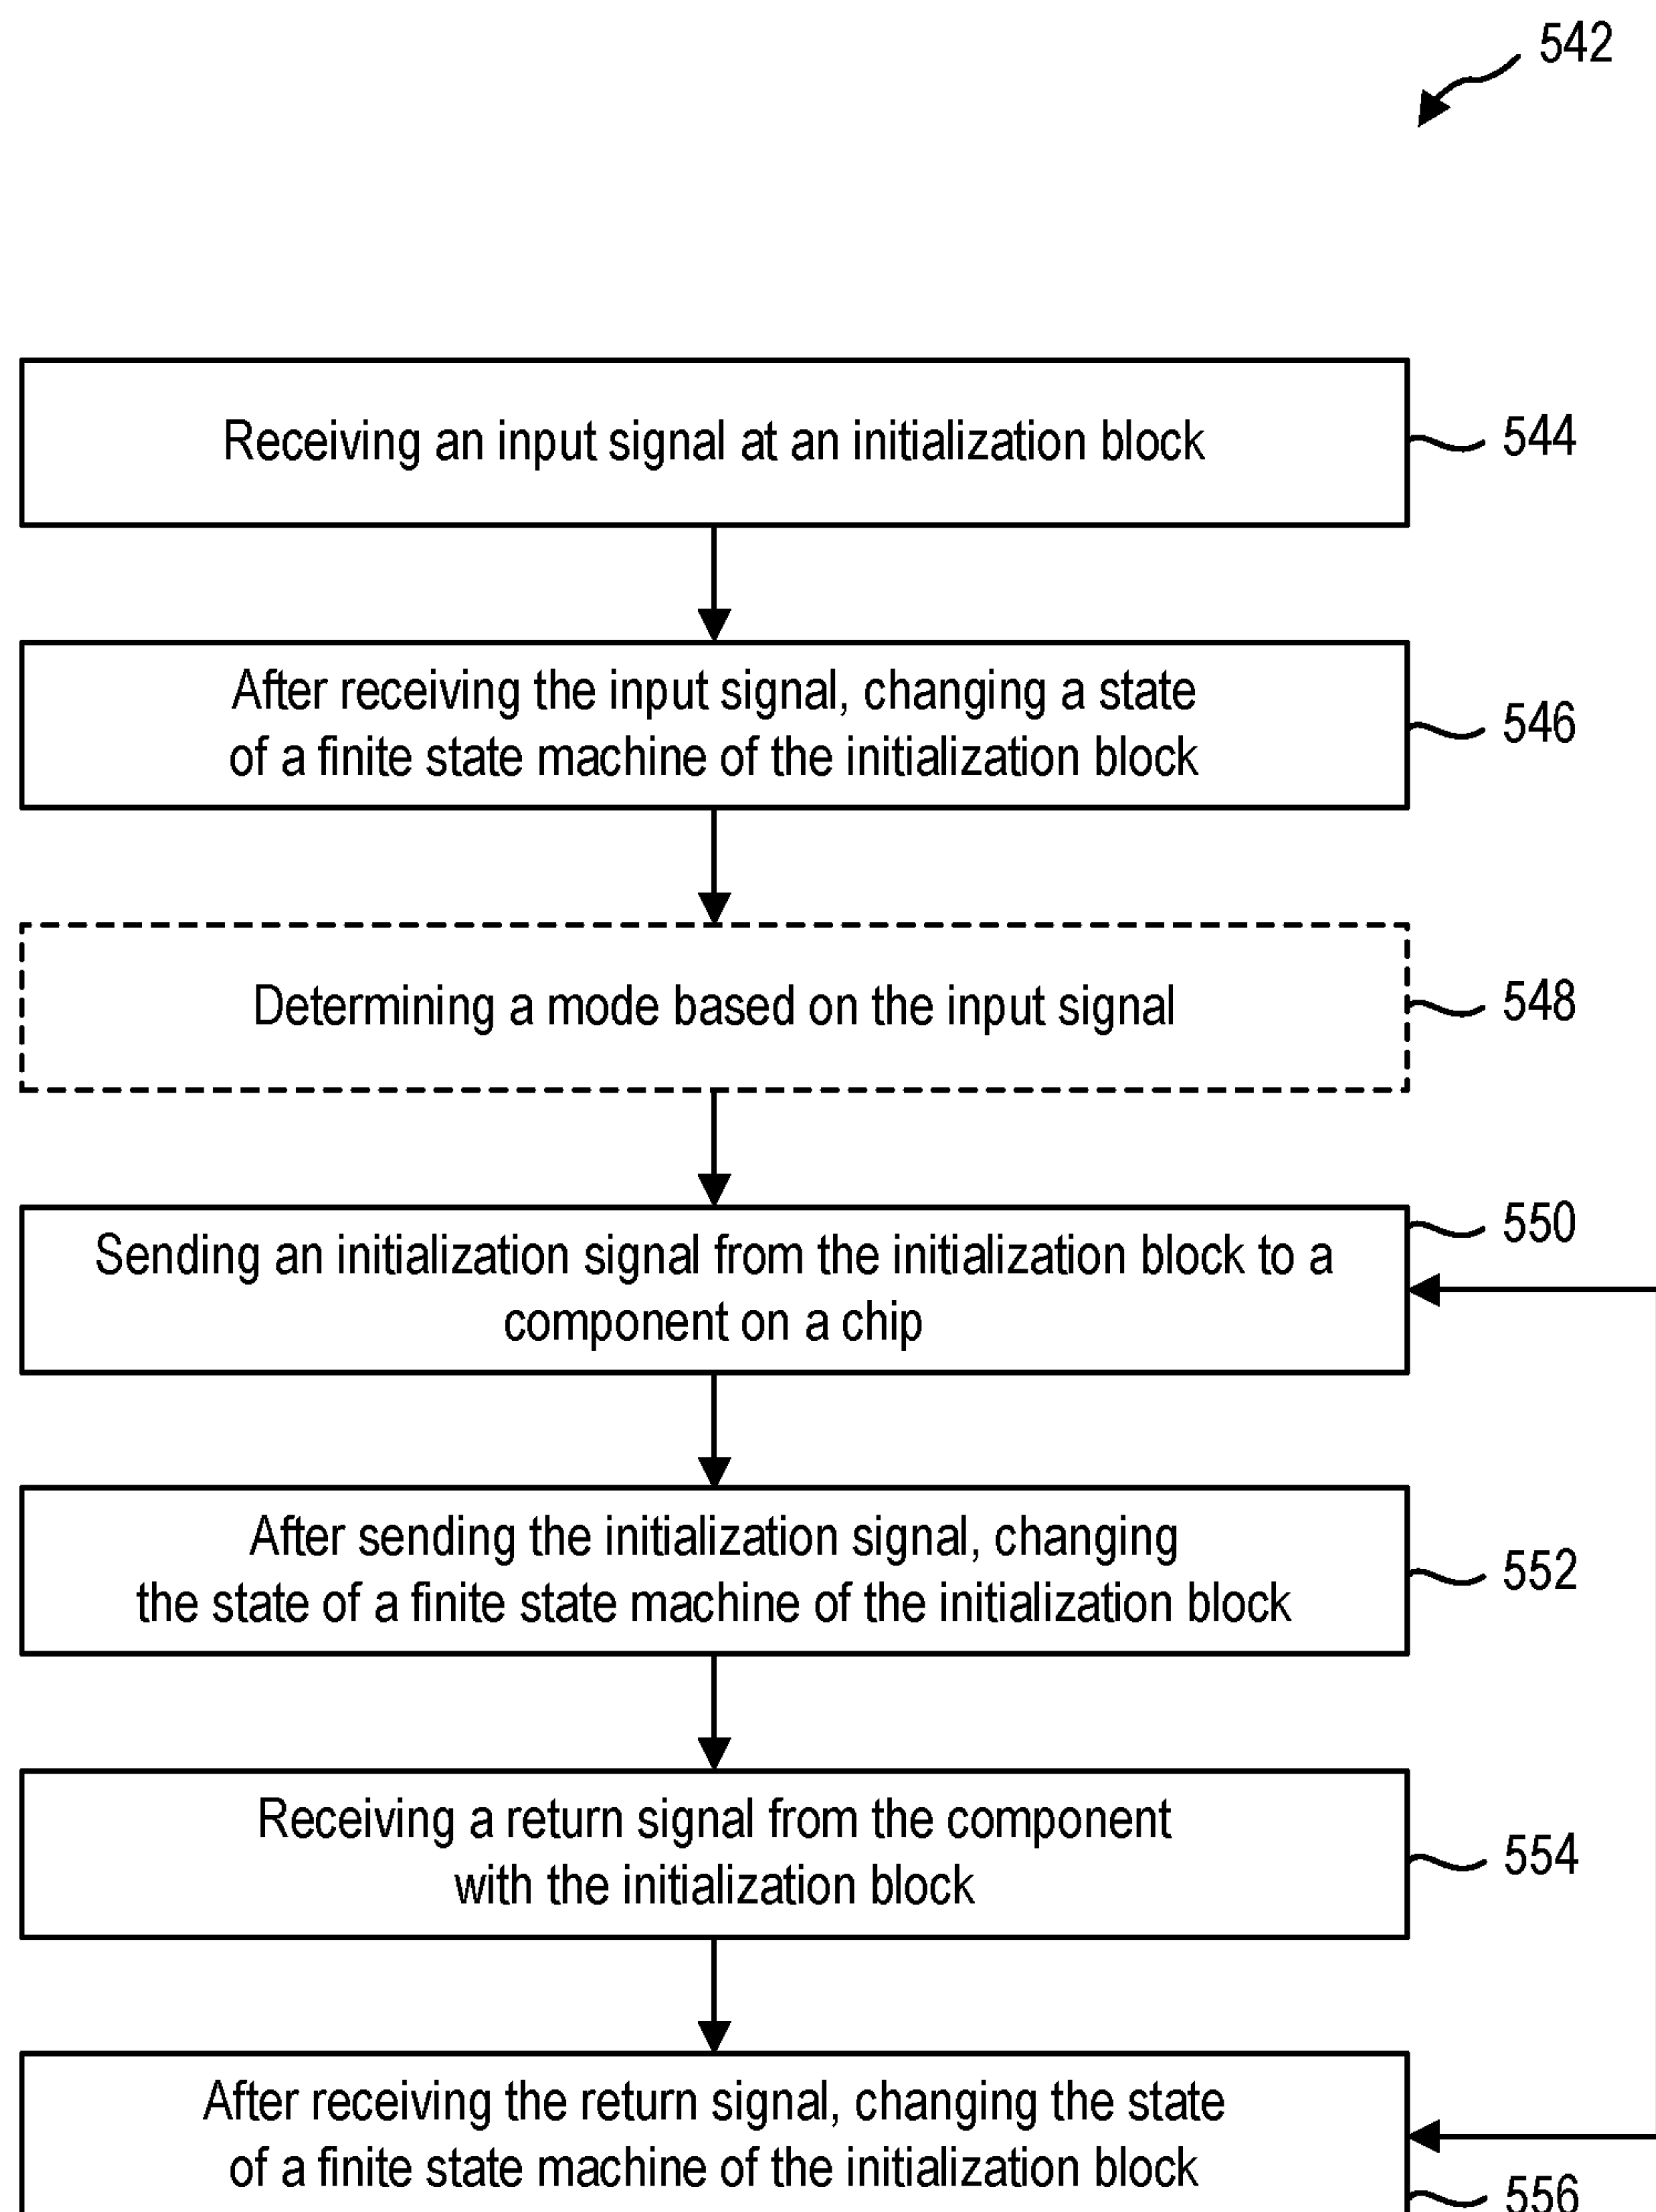 542
Receiving an input signal at an initialization block
544
After receiving the input signal, changing a state
of a finite state machine of the initialization block
546
Determining a mode based on the input signal
548
550
Sending an initialization signal from the initialization block to a
component on a chip
After sending the initialization signal, changing
the state of a finite state machine of the initialization block
552
Receiving a return signal from the component
with the initialization block
554
After receiving the return signal, changing the state
of a finite state machine of the initialization block
556